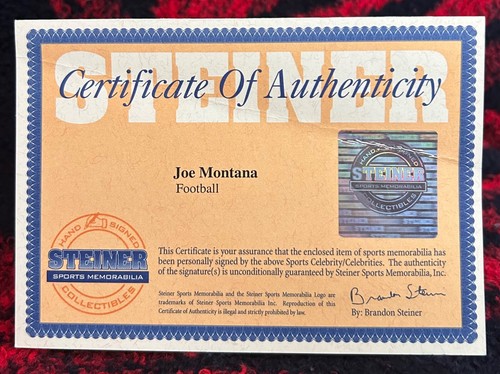 STEINER
Certificate Of Authenticity
Joe Montana
Football
HAND SIGNED
STEINER
SPORTS MEMORABILIA
COLLECTIBLES
HAND SIGNED
STEINER
SPORTS MEMORABILIA
COLLECTIBLES
This Certificate is your assurance that the enclosed item of sports memorabilia has
been personally signed by the above Sports Celebrity/Celebrities. The authenticity
of the signature(s) is unconditionally guaranteed by Steiner Sports Memorabilia, Inc.
Steiner Sports Memorabilia and the Steiner Sports Memorabilia Logo are
trademarks of Steiner Sports Memorabilia Inc. Reproduction of this
Certificate of Authenticity is illegal and strictly prohibited by law.
Brandon Steiner
By: Brandon Steiner